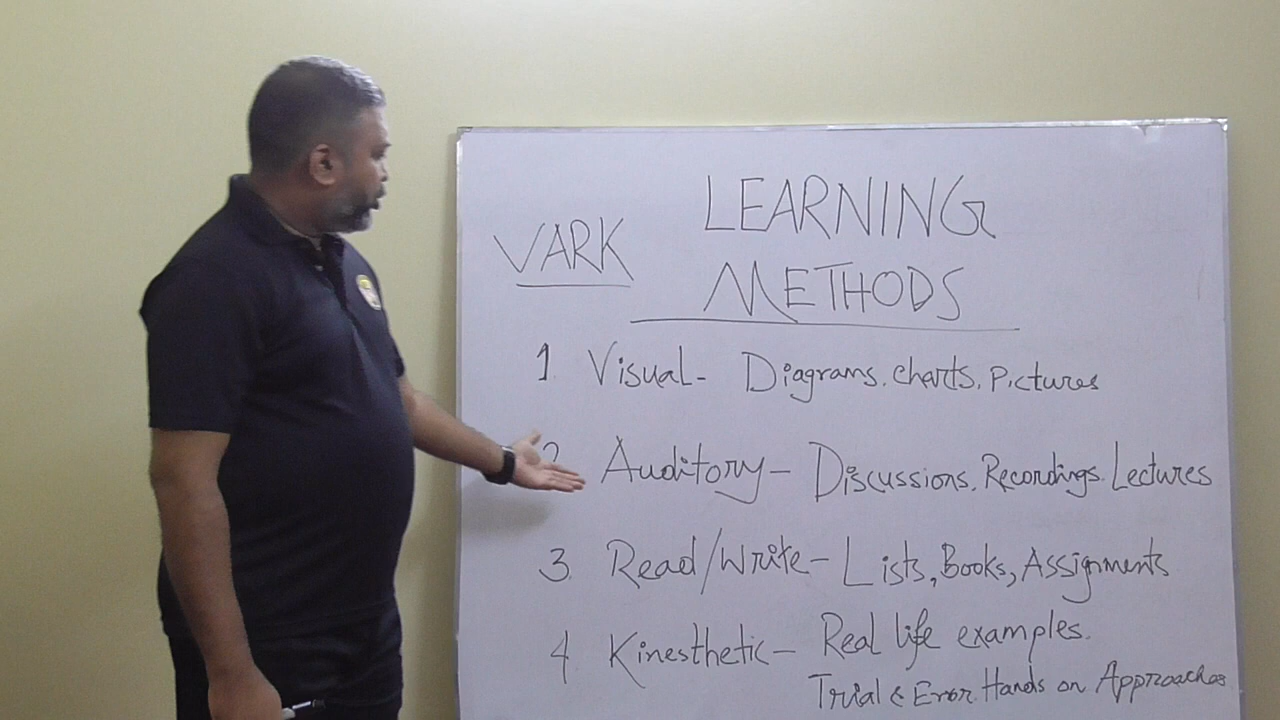 LEARNING
VARK
METHODS
1. Visual- Diagrams, charts, Pictures
2 Auditory- Discussions, Recordings. Lectures
3. Read/Write- Lists, Books, Assignments
4. Kinesthetic- Real life examples.
Trial & Error. Hands on Approaches